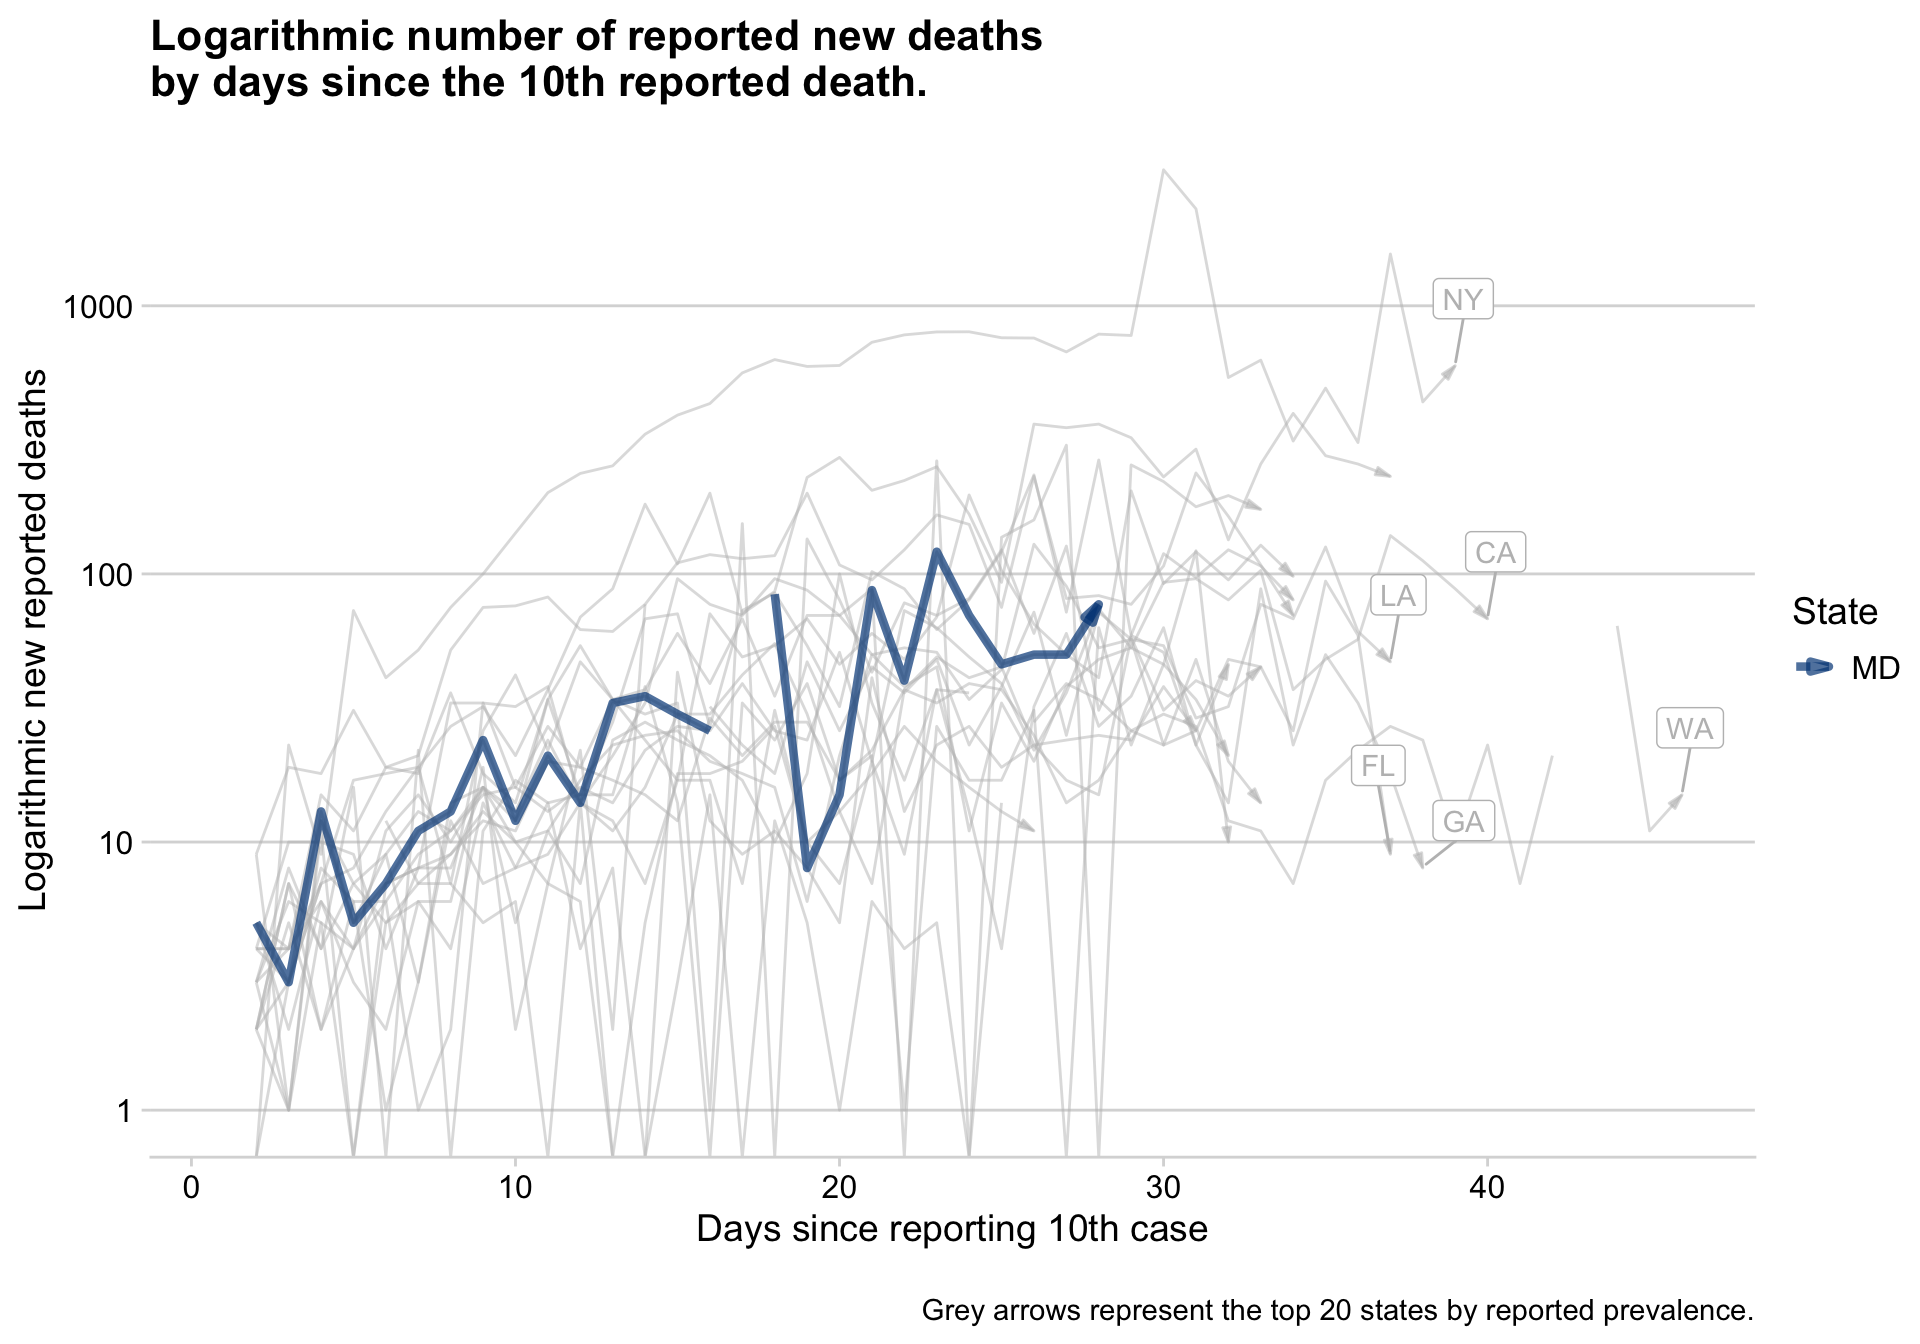 Logarithmic number of reported new deaths
by days since the 10th reported death.
Logarithmic new reported deaths
1000
100
10
1
NY
CA
LA
WA
FL
GA
State
MD
0
10
20
30
40
Days since reporting 10th case
Grey arrows represent the top 20 states by reported prevalence.